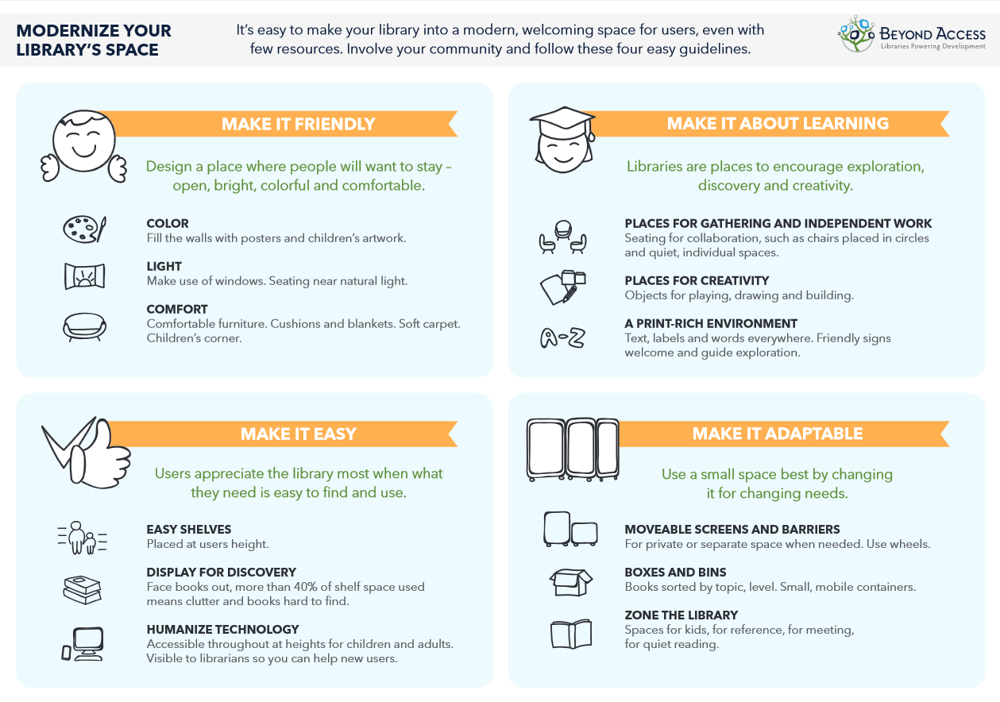 MODERNIZE YOUR
LIBRARY'S SPACE
It's easy to make your library into a modern, welcoming space for users, even with
few resources. Involve your community and follow these four easy guidelines.
BEYOND ACCESS
Libraries Powering Development
MAKE IT FRIENDLY
Design a place where people will want to stay –
open, bright, colorful and comfortable.
COLOR
Fill the walls with posters and children's artwork.
LIGHT
Make use of windows. Seating near natural light.
COMFORT
Comfortable furniture. Cushions and blankets. Soft carpet.
Children's corner.
MAKE IT ABOUT LEARNING
Libraries are places to encourage exploration,
discovery and creativity.
PLACES FOR GATHERING AND INDEPENDENT WORK
Seating for collaboration, such as chairs placed in circles
and quiet, individual spaces.
PLACES FOR CREATIVITY
Objects for playing, drawing and building.
A-Z
A PRINT-RICH ENVIRONMENT
Text, labels and words everywhere. Friendly signs
welcome and guide exploration.
MAKE IT EASY
Users appreciate the library most when what
they need is easy to find and use.
EASY SHELVES
Placed at users height.
DISPLAY FOR DISCOVERY
Face books out, more than 40% of shelf space used
means clutter and books hard to find.
HUMANIZE TECHNOLOGY
Accessible throughout at heights for children and adults.
Visible to librarians so you can help new users.
MAKE IT ADAPTABLE
Use a small space best by changing
it for changing needs.
MOVEABLE SCREENS AND BARRIERS
For private or separate space when needed. Use wheels.
BOXES AND BINS
Books sorted by topic, level. Small, mobile containers.
ZONE THE LIBRARY
Spaces for kids, for reference, for meeting,
for quiet reading.